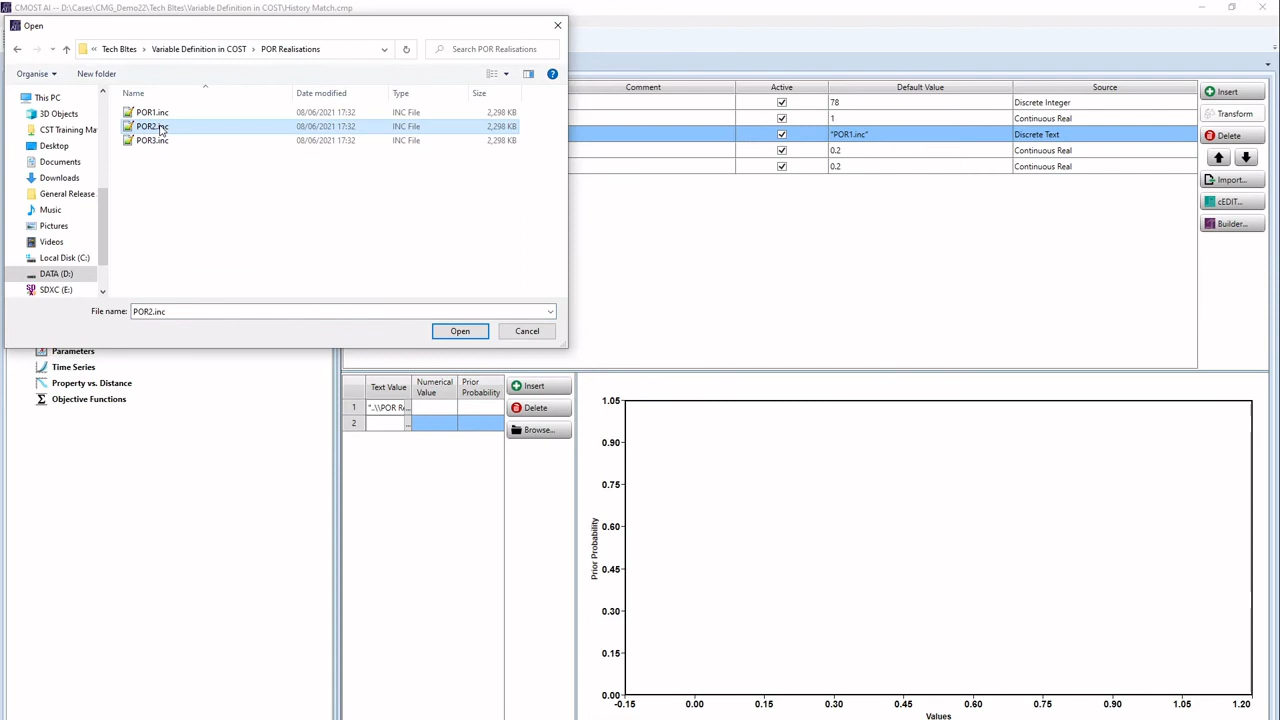 CMOST AI -- D:\Cases\CMG_Demo22\Tech BItes\Variable Definition in COST\History Match.cmp
Open
Tech BItes > Variable Definition in COST > POR Realisations
Search POR Realisations
Organise
New folder
Name
Date modified
Type
Size
This PC
3D Objects
CST Training Ma
Desktop
Documents
Downloads
General Release
Music
Pictures
Videos
Local Disk (C:)
DATA (D:)
SDXC (E:)
POR1.inc 08/06/2021 17:32 INC File 2,298 KB
POR2.inc 08/06/2021 17:32 INC File 2,298 KB
POR3.inc 08/06/2021 17:32 INC File 2,298 KB
File name: POR2.inc
Open
Cancel
Comment Active Default Value Source
78 Discrete Integer
1 Continuous Real
"POR1.inc" Discrete Text
0.2 Continuous Real
0.2 Continuous Real
Insert
Transform
Delete
Import...
cEDIT...
Builder...
Parameters
Time Series
Property vs. Distance
Objective Functions
Text Value Numerical Value Prior Probability
1 "..\\POR R ...
2 ...
Insert
Delete
Browse...
Prior Probability
1.05
0.90
0.75
0.60
0.45
0.30
0.15
0.00
-0.15 0.00 0.15 0.30 0.45 0.60 0.75 0.90 1.05 1.20
Values